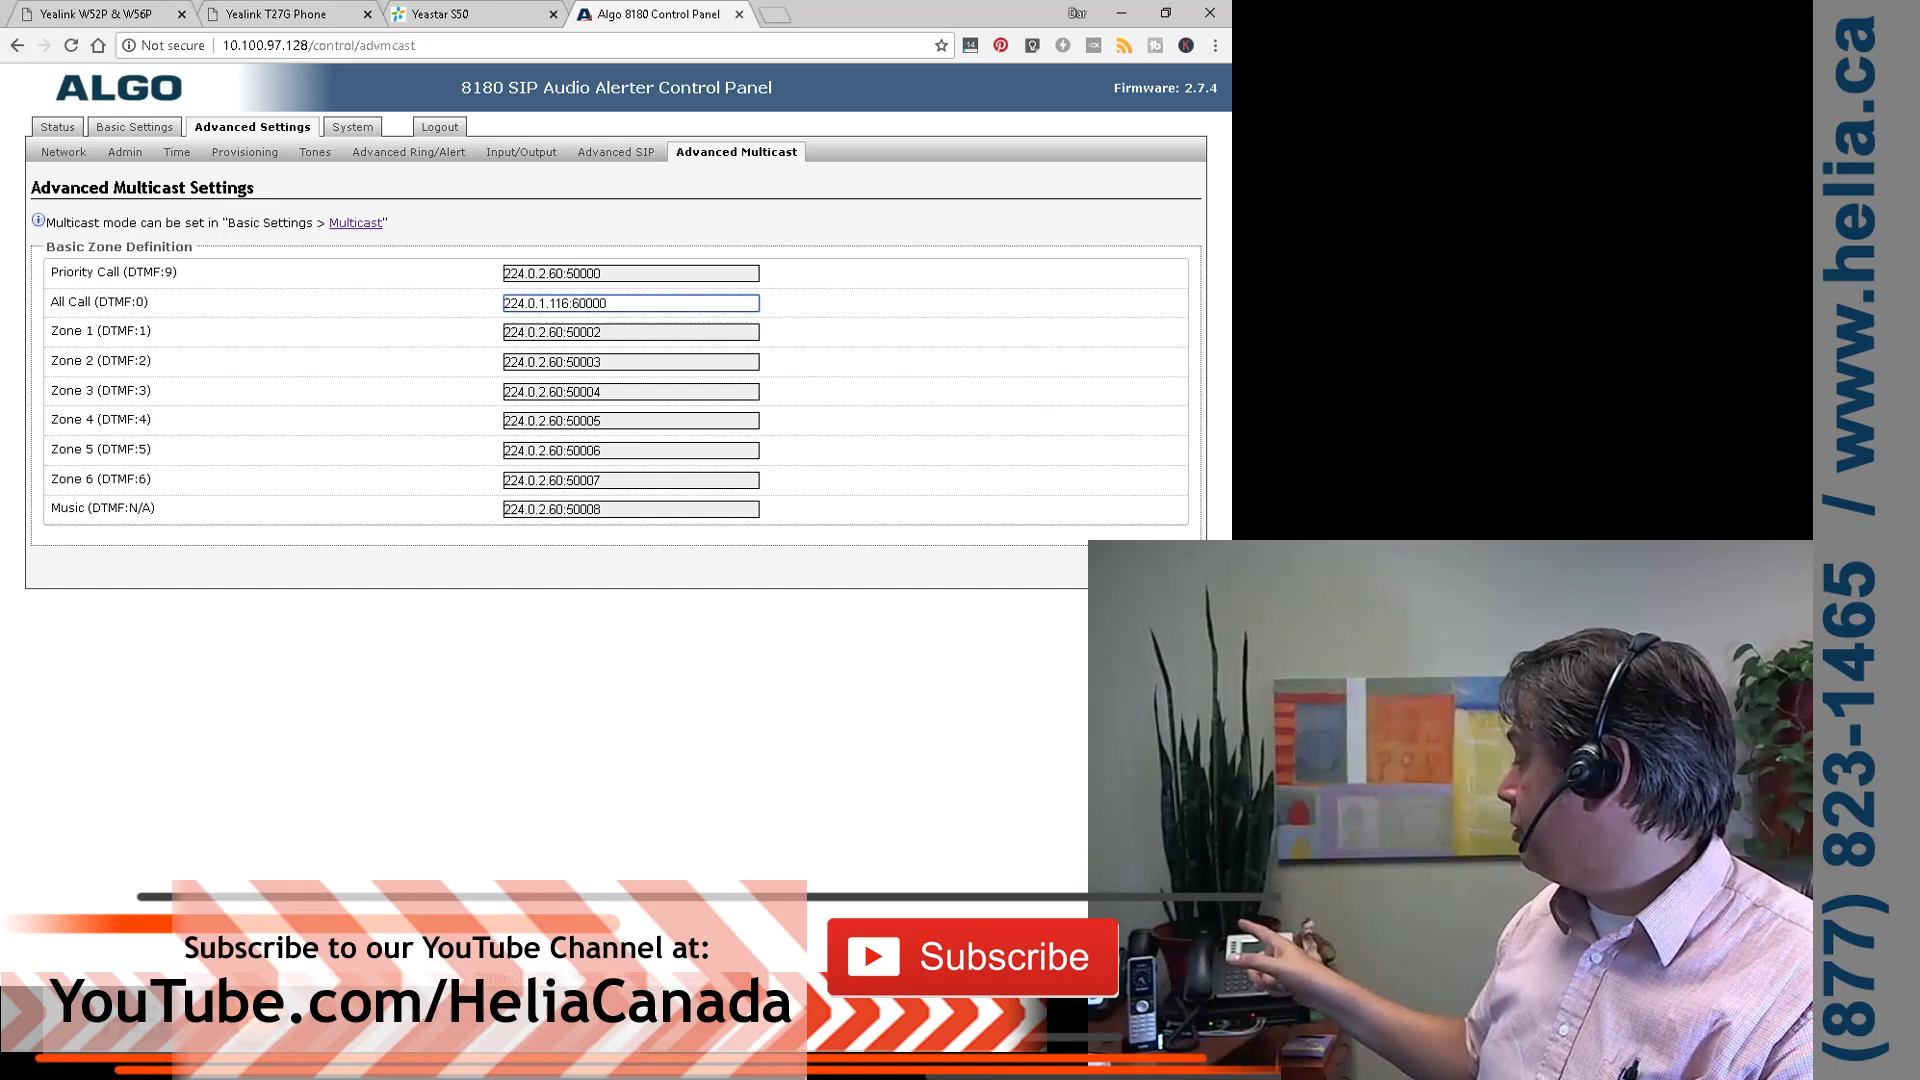 Yealink W52P & W56P
Yealink T27G Phone
Yeastar S50
Algo 8180 Control Panel
Dar
Not secure
10.100.97.128/control/advmcast
14
K
ALGO
8180 SIP Audio Alerter Control Panel
Firmware: 2.7.4
Status
Basic Settings
Advanced Settings
System
Logout
Network
Admin
Time
Provisioning
Tones
Advanced Ring/Alert
Input/Output
Advanced SIP
Advanced Multicast
Advanced Multicast Settings
Multicast mode can be set in "Basic Settings > Multicast"
Basic Zone Definition
Priority Call (DTMF:9) 224.0.2.60:50000
All Call (DTMF:0) 224.0.1.116:60000
Zone 1 (DTMF:1) 224.0.2.60:50002
Zone 2 (DTMF:2) 224.0.2.60:50003
Zone 3 (DTMF:3) 224.0.2.60:50004
Zone 4 (DTMF:4) 224.0.2.60:50005
Zone 5 (DTMF:5) 224.0.2.60:50006
Zone 6 (DTMF:6) 224.0.2.60:50007
Music (DTMF:N/A) 224.0.2.60:50008
Subscribe to our YouTube Channel at:
YouTube.com/HeliaCanada
Subscribe
(877) 823-1465 / www.helia.ca